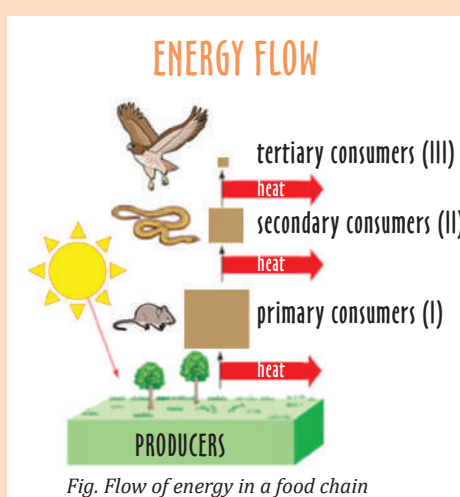 ENERGY FLOW
tertiary consumers (III)
heat
secondary consumers (II)
heat
primary consumers (I)
heat
PRODUCERS
Fig. Flow of energy in a food chain